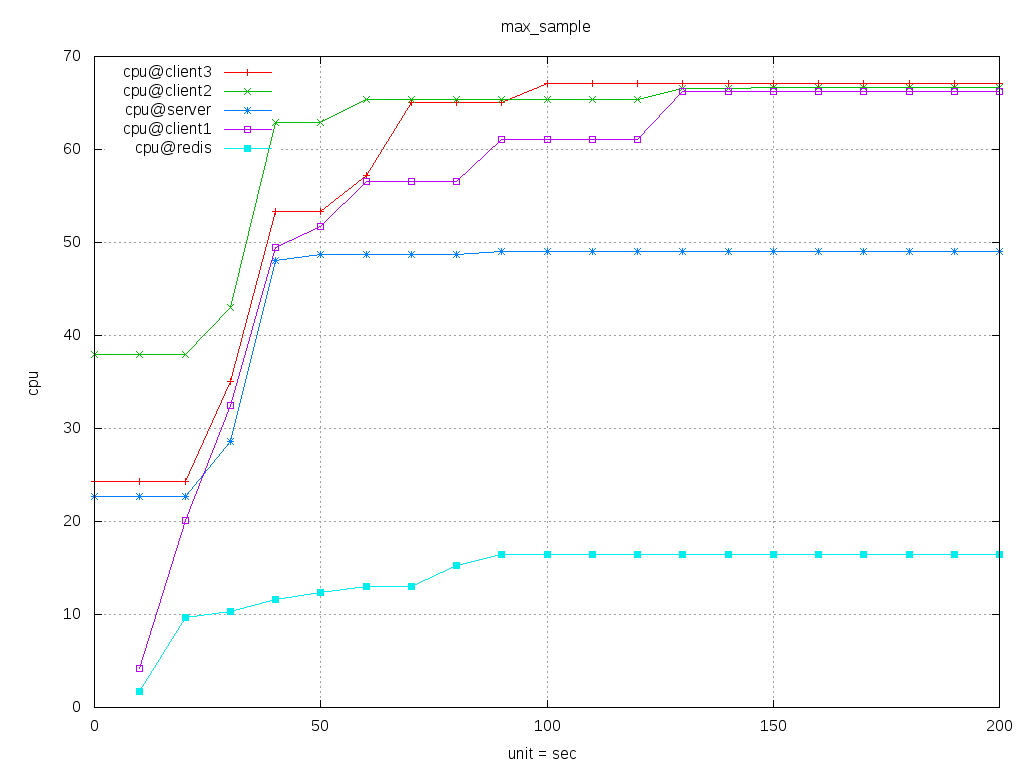 max_sample
70
60
50
40
30
20
10
0
cpu@client3
cpu@client2
cpu@server
cpu@client1
cpu@redis
cpu
0 50 100 150 200
unit = sec